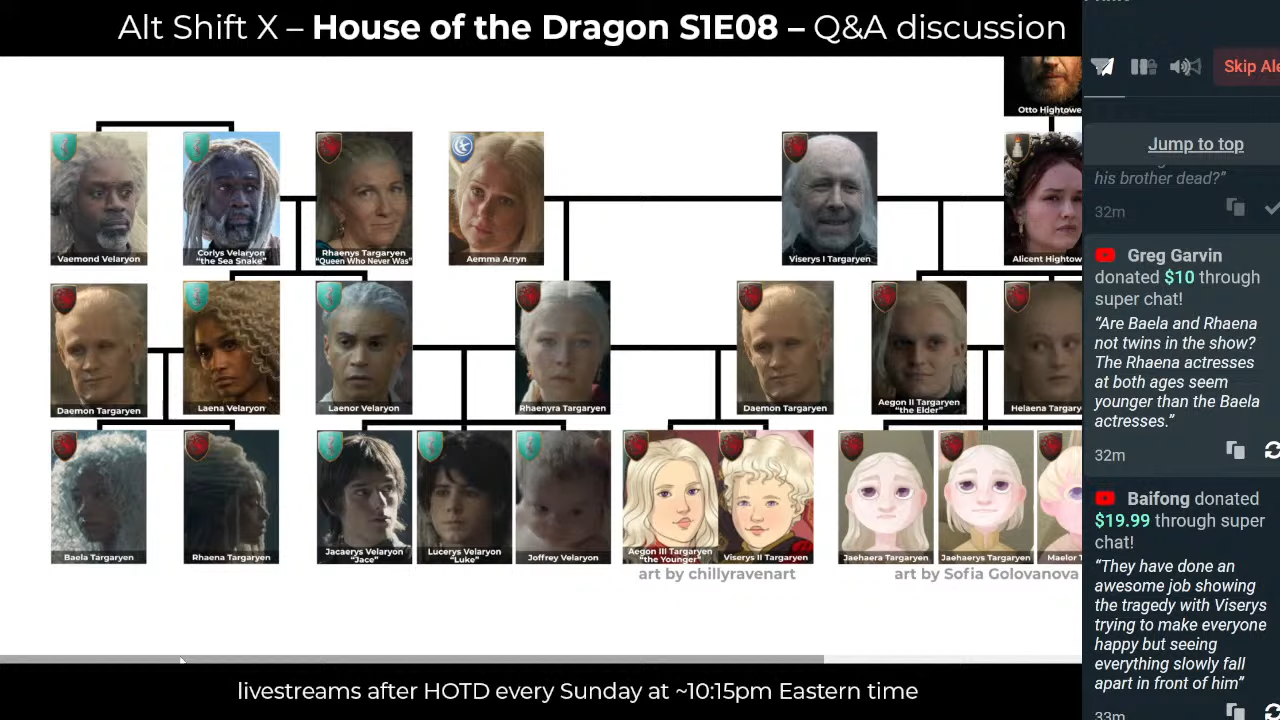 Alt Shift X – House of the Dragon S1E08 – Q&A discussion
Otto Hightowe
Vaemond Velaryon
Corlys Velaryon
“the Sea Snake”
Rhaenys Targaryen
“Queen Who Never Was”
Aemma Arryn
Viserys I Targaryen
Alicent Hightow
Daemon Targaryen
Laena Velaryon
Laenor Velaryon
Rhaenyra Targaryen
Daemon Targaryen
Aegon II Targaryen
“the Elder”
Helaena Targary
Baela Targaryen
Rhaena Targaryen
Jacaerys Velaryon
“Jace”
Lucerys Velaryon
“Luke”
Joffrey Velaryon
Aegon III Targaryen
“the Younger”
Viserys II Targaryen
Jaehaera Targaryen
Jaehaerys Targaryen
Maelor T
art by chillyravenart
art by Sofia Golovanova
livestreams after HOTD every Sunday at ~10:15pm Eastern time
Skip Ale
Jump to top
his brother dead?”
32m
Greg Garvin
donated $10 through
super chat!
“Are Baela and Rhaena
not twins in the show?
The Rhaena actresses
at both ages seem
younger than the Baela
actresses.”
32m
Baifong donated
$19.99 through super
chat!
“They have done an
awesome job showing
the tragedy with Viserys
trying to make everyone
happy but seeing
everything slowly fall
apart in front of him”
33m